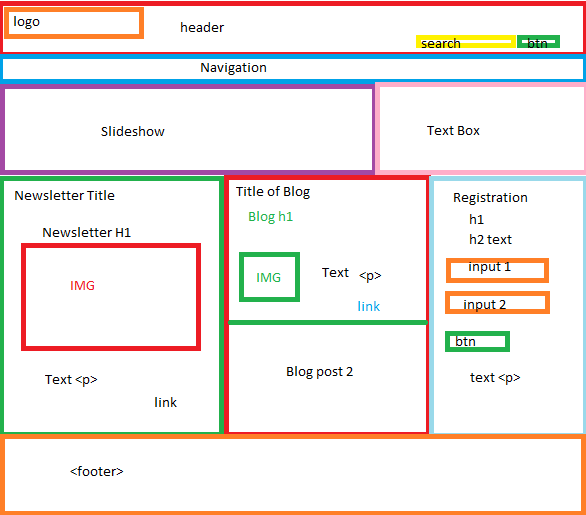 logo
header
search
btn
Navigation
Slideshow
Text Box
Newsletter Title
Newsletter H1
IMG
Text <p>
link
Title of Blog
Blog h1
IMG
Text <p>
link
Blog post 2
Registration
h1
h2 text
input 1
input 2
btn
text <p>
<footer>